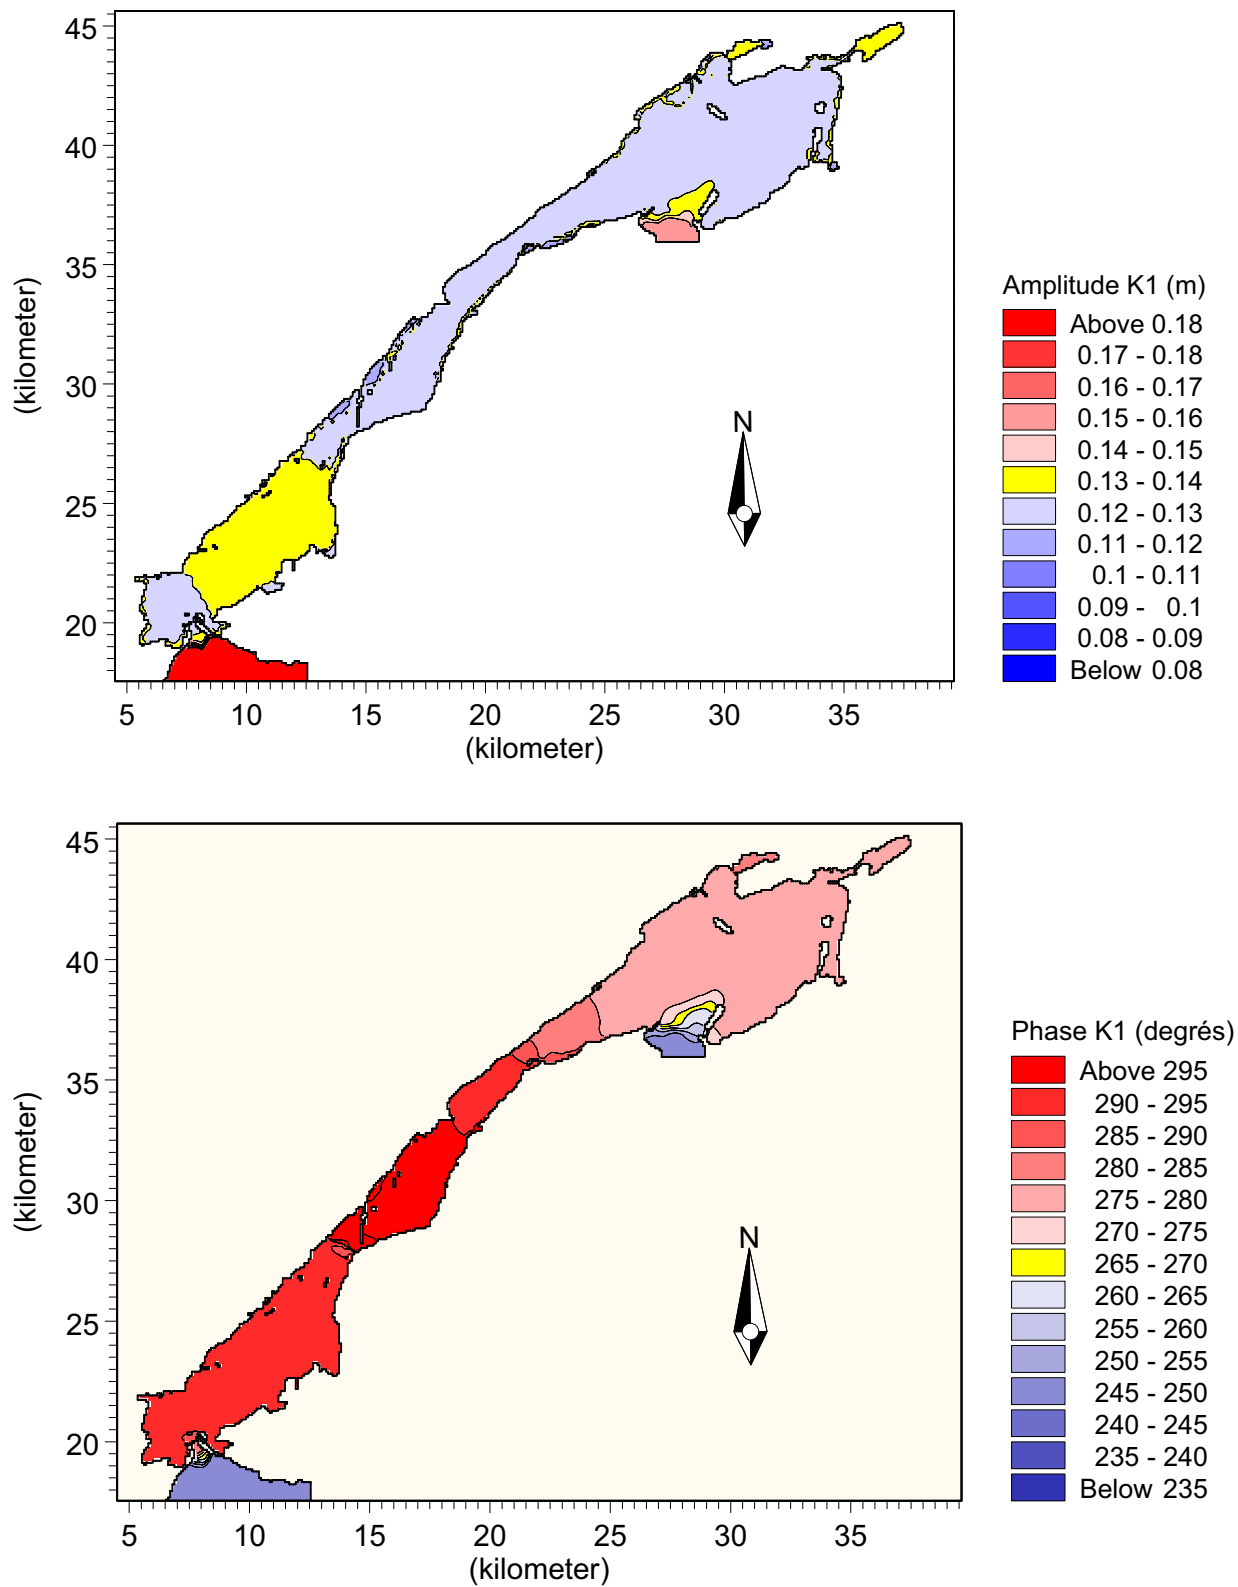 45
40
35
30
25
20
(kilometer)
5 10 15 20 25 30 35
(kilometer)
N
Amplitude K1 (m)
Above 0.18
0.17 - 0.18
0.16 - 0.17
0.15 - 0.16
0.14 - 0.15
0.13 - 0.14
0.12 - 0.13
0.11 - 0.12
0.1 - 0.11
0.09 - 0.1
0.08 - 0.09
Below 0.08
45
40
35
30
25
20
(kilometer)
5 10 15 20 25 30 35
(kilometer)
N
Phase K1 (degrés)
Above 295
290 - 295
285 - 290
280 - 285
275 - 280
270 - 275
265 - 270
260 - 265
255 - 260
250 - 255
245 - 250
240 - 245
235 - 240
Below 235